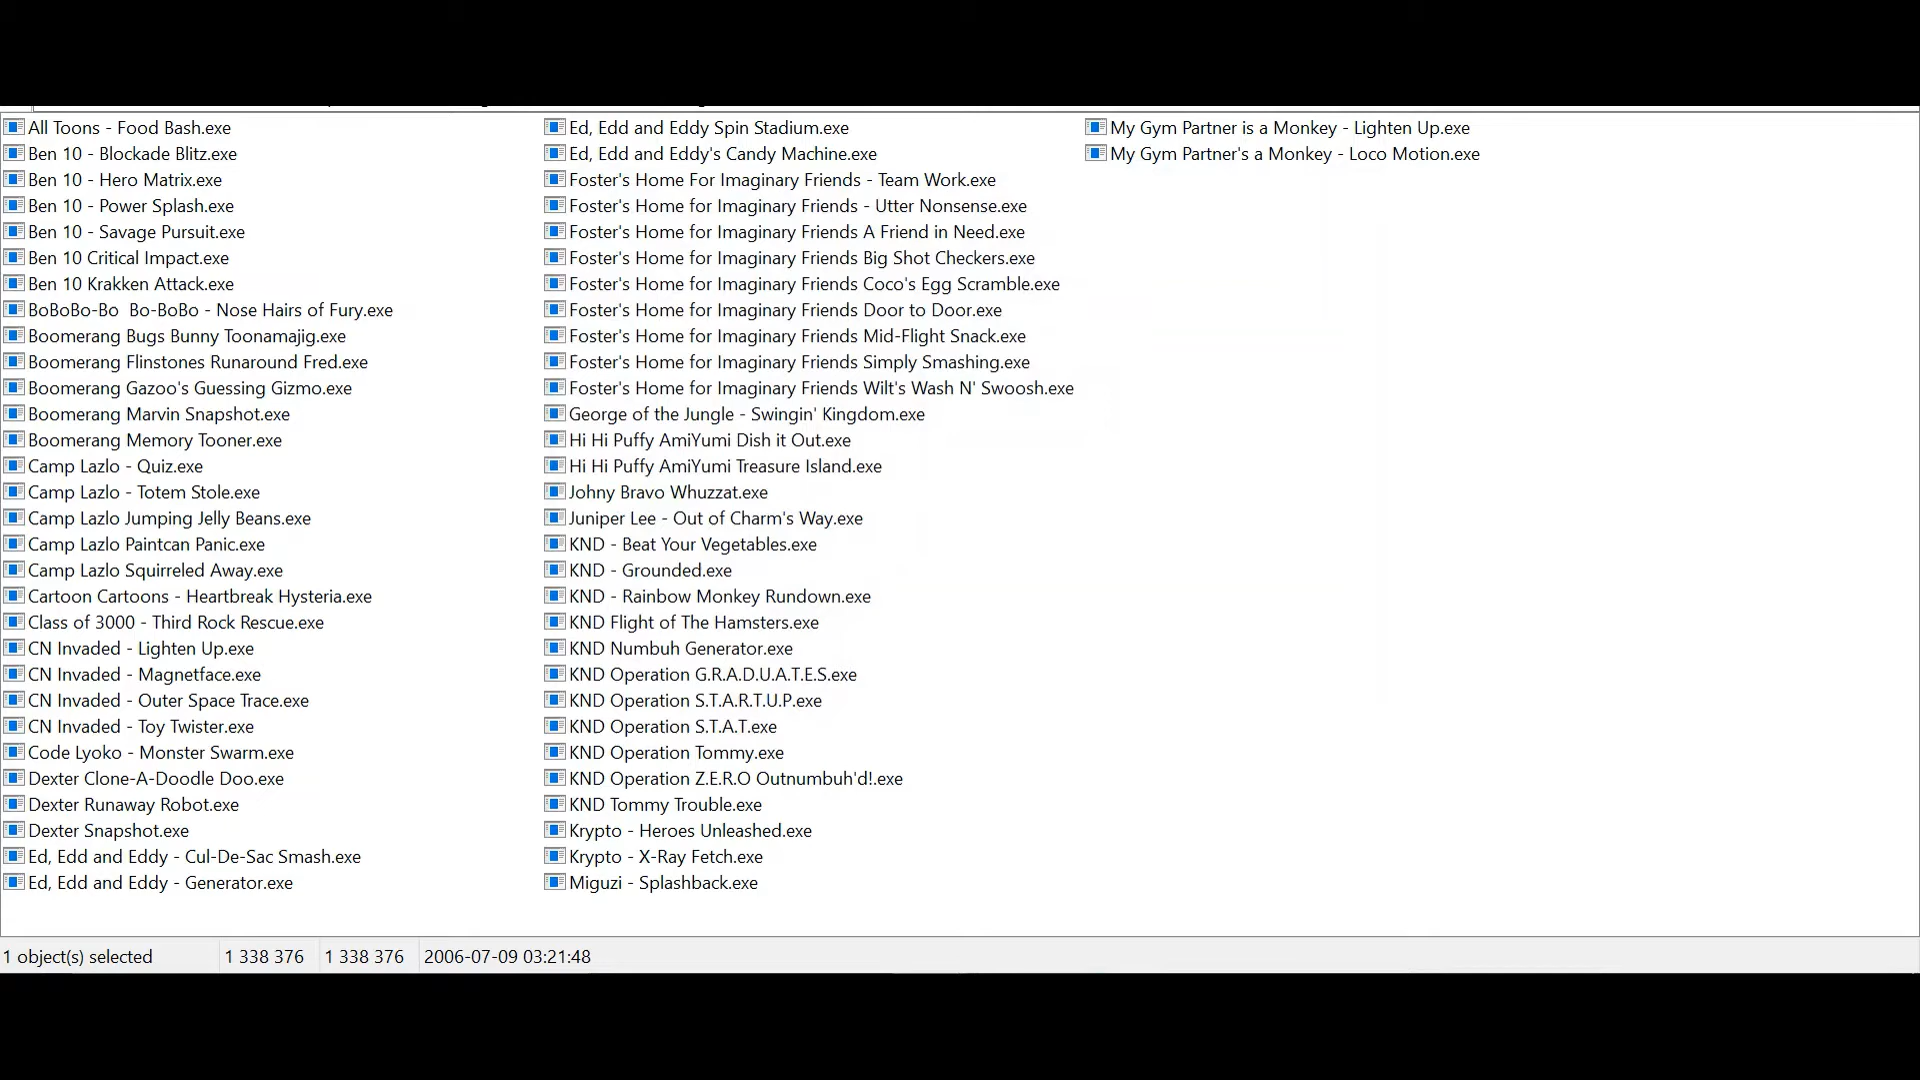 All Toons - Food Bash.exe
Ben 10 - Blockade Blitz.exe
Ben 10 - Hero Matrix.exe
Ben 10 - Power Splash.exe
Ben 10 - Savage Pursuit.exe
Ben 10 Critical Impact.exe
Ben 10 Krakken Attack.exe
BoBoBo-Bo  Bo-BoBo - Nose Hairs of Fury.exe
Boomerang Bugs Bunny Toonamajig.exe
Boomerang Flinstones Runaround Fred.exe
Boomerang Gazoo's Guessing Gizmo.exe
Boomerang Marvin Snapshot.exe
Boomerang Memory Tooner.exe
Camp Lazlo - Quiz.exe
Camp Lazlo - Totem Stole.exe
Camp Lazlo Jumping Jelly Beans.exe
Camp Lazlo Paintcan Panic.exe
Camp Lazlo Squirreled Away.exe
Cartoon Cartoons - Heartbreak Hysteria.exe
Class of 3000 - Third Rock Rescue.exe
CN Invaded - Lighten Up.exe
CN Invaded - Magnetface.exe
CN Invaded - Outer Space Trace.exe
CN Invaded - Toy Twister.exe
Code Lyoko - Monster Swarm.exe
Dexter Clone-A-Doodle Doo.exe
Dexter Runaway Robot.exe
Dexter Snapshot.exe
Ed, Edd and Eddy - Cul-De-Sac Smash.exe
Ed, Edd and Eddy - Generator.exe
Ed, Edd and Eddy Spin Stadium.exe
Ed, Edd and Eddy's Candy Machine.exe
Foster's Home For Imaginary Friends - Team Work.exe
Foster's Home for Imaginary Friends - Utter Nonsense.exe
Foster's Home for Imaginary Friends A Friend in Need.exe
Foster's Home for Imaginary Friends Big Shot Checkers.exe
Foster's Home for Imaginary Friends Coco's Egg Scramble.exe
Foster's Home for Imaginary Friends Door to Door.exe
Foster's Home for Imaginary Friends Mid-Flight Snack.exe
Foster's Home for Imaginary Friends Simply Smashing.exe
Foster's Home for Imaginary Friends Wilt's Wash N' Swoosh.exe
George of the Jungle - Swingin' Kingdom.exe
Hi Hi Puffy AmiYumi Dish it Out.exe
Hi Hi Puffy AmiYumi Treasure Island.exe
Johny Bravo Whuzzat.exe
Juniper Lee - Out of Charm's Way.exe
KND - Beat Your Vegetables.exe
KND - Grounded.exe
KND - Rainbow Monkey Rundown.exe
KND Flight of The Hamsters.exe
KND Numbuh Generator.exe
KND Operation G.R.A.D.U.A.T.E.S.exe
KND Operation S.T.A.R.T.U.P.exe
KND Operation S.T.A.T.exe
KND Operation Tommy.exe
KND Operation Z.E.R.O Outnumbuh'd!.exe
KND Tommy Trouble.exe
Krypto - Heroes Unleashed.exe
Krypto - X-Ray Fetch.exe
Miguzi - Splashback.exe
My Gym Partner is a Monkey - Lighten Up.exe
My Gym Partner's a Monkey - Loco Motion.exe
1 object(s) selected 1 338 376 1 338 376 2006-07-09 03:21:48